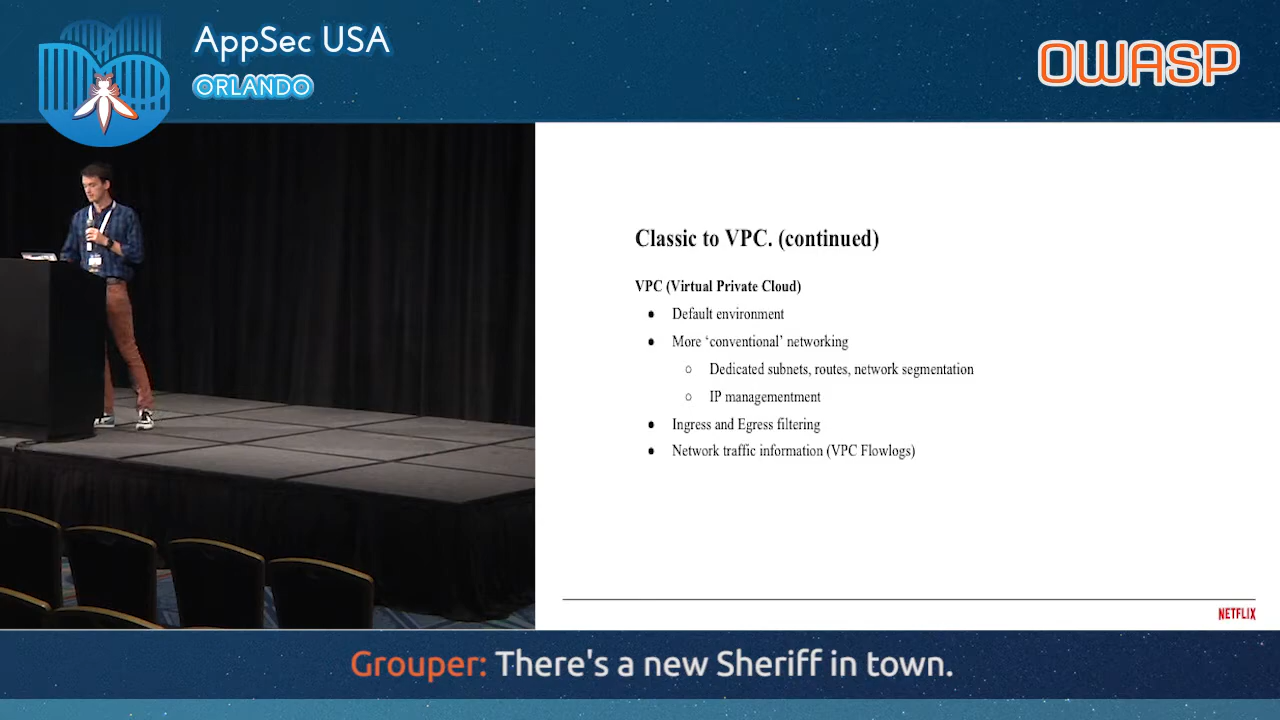 AppSec USA
ORLANDO
OWASP
Classic to VPC. (continued)
VPC (Virtual Private Cloud)
● Default environment
● More ‘conventional’ networking
○ Dedicated subnets, routes, network segmentation
○ IP managementment
● Ingress and Egress filtering
● Network traffic information (VPC Flowlogs)
NETFLIX
Grouper: There's a new Sheriff in town.